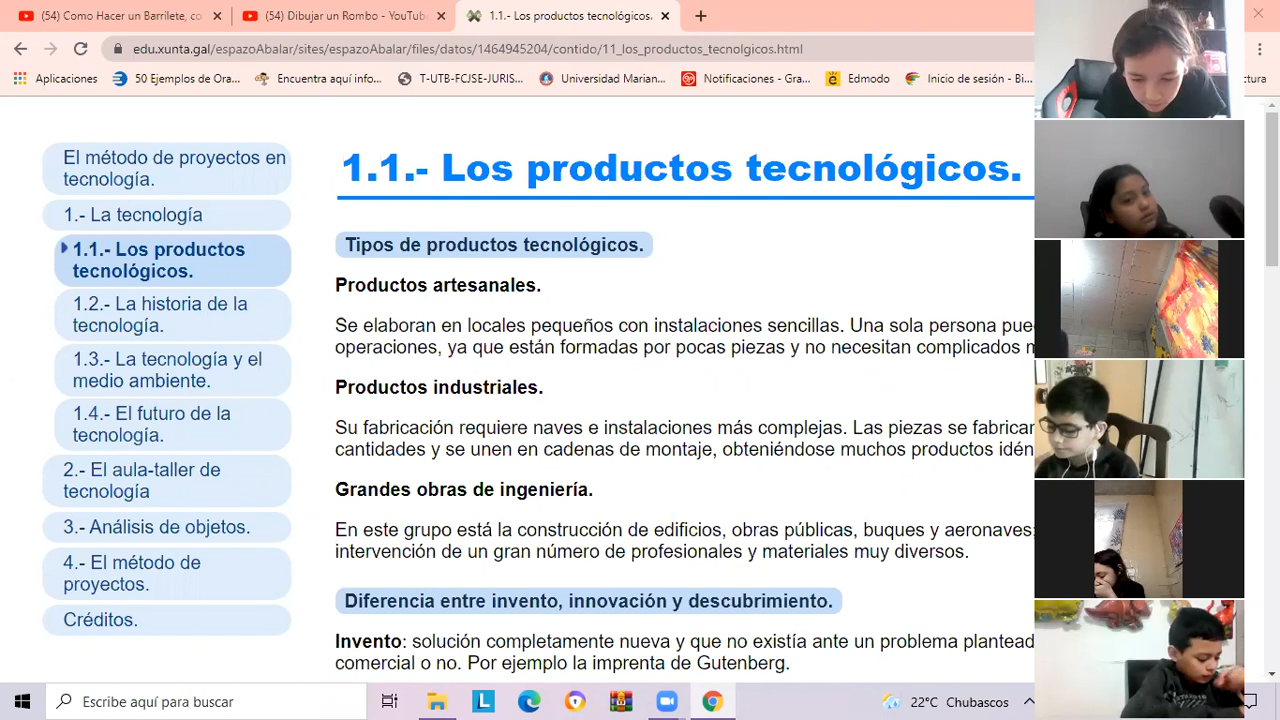 (54) Como Hacer un Barrilete, co
(54) Dibujar un Rombo - YouTube
1.1.- Los productos tecnológicos.
edu.xunta.gal/espazoAbalar/sites/espazoAbalar/files/datos/1464945204/contido/11_los_productos_tecnolgicos.html
Aplicaciones
50 Ejemplos de Ora...
Encuentra aquí info...
T-UTB-FCJSE-JURIS...
Universidad Marian...
Notificaciones - Gra...
Edmodo
Inicio de sesión - Bi...
ctura
El método de proyectos en
tecnología.
1.- La tecnología
1.1.- Los productos
tecnológicos.
1.2.- La historia de la
tecnología.
1.3.- La tecnología y el
medio ambiente.
1.4.- El futuro de la
tecnología.
2.- El aula-taller de
tecnología
3.- Análisis de objetos.
4.- El método de
proyectos.
Créditos.
1.1.- Los productos tecnológicos.
Tipos de productos tecnológicos.
Productos artesanales.
Se elaboran en locales pequeños con instalaciones sencillas. Una sola persona pue
operaciones, ya que están formadas por pocas piezas y no necesitan complicados m
Productos industriales.
Su fabricación requiere naves e instalaciones más complejas. Las piezas se fabricar
cantidades y se unen en cadenas de montaje, obteniéndose muchos productos idén
Grandes obras de ingeniería.
En este grupo está la construcción de edificios, obras públicas, buques y aeronaves;
intervención de un gran número de profesionales y materiales muy diversos.
Diferencia entre invento, innovación y descubrimiento.
Invento: solución completamente nueva y que no existía ante un problema plantead
comercial o no. Por ejemplo la imprenta de Gutenberg.
Escribe aquí para buscar
22°C Chubascos